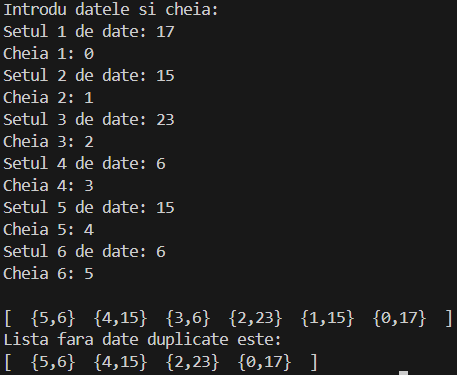 Introdu datele si cheia:
Setul 1 de date: 17
Cheia 1: 0
Setul 2 de date: 15
Cheia 2: 1
Setul 3 de date: 23
Cheia 3: 2
Setul 4 de date: 6
Cheia 4: 3
Setul 5 de date: 15
Cheia 5: 4
Setul 6 de date: 6
Cheia 6: 5
[  {5,6}  {4,15}  {3,6}  {2,23}  {1,15}  {0,17}  ]
Lista fara date duplicate este:
[  {5,6}  {4,15}  {2,23}  {0,17}  ]